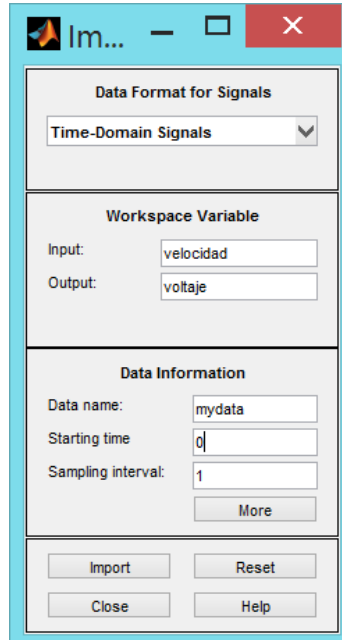 Im...
Data Format for Signals
Time-Domain Signals
Workspace Variable
Input: velocidad
Output: voltaje
Data Information
Data name: mydata
Starting time 0
Sampling interval: 1
More
Import Reset
Close Help